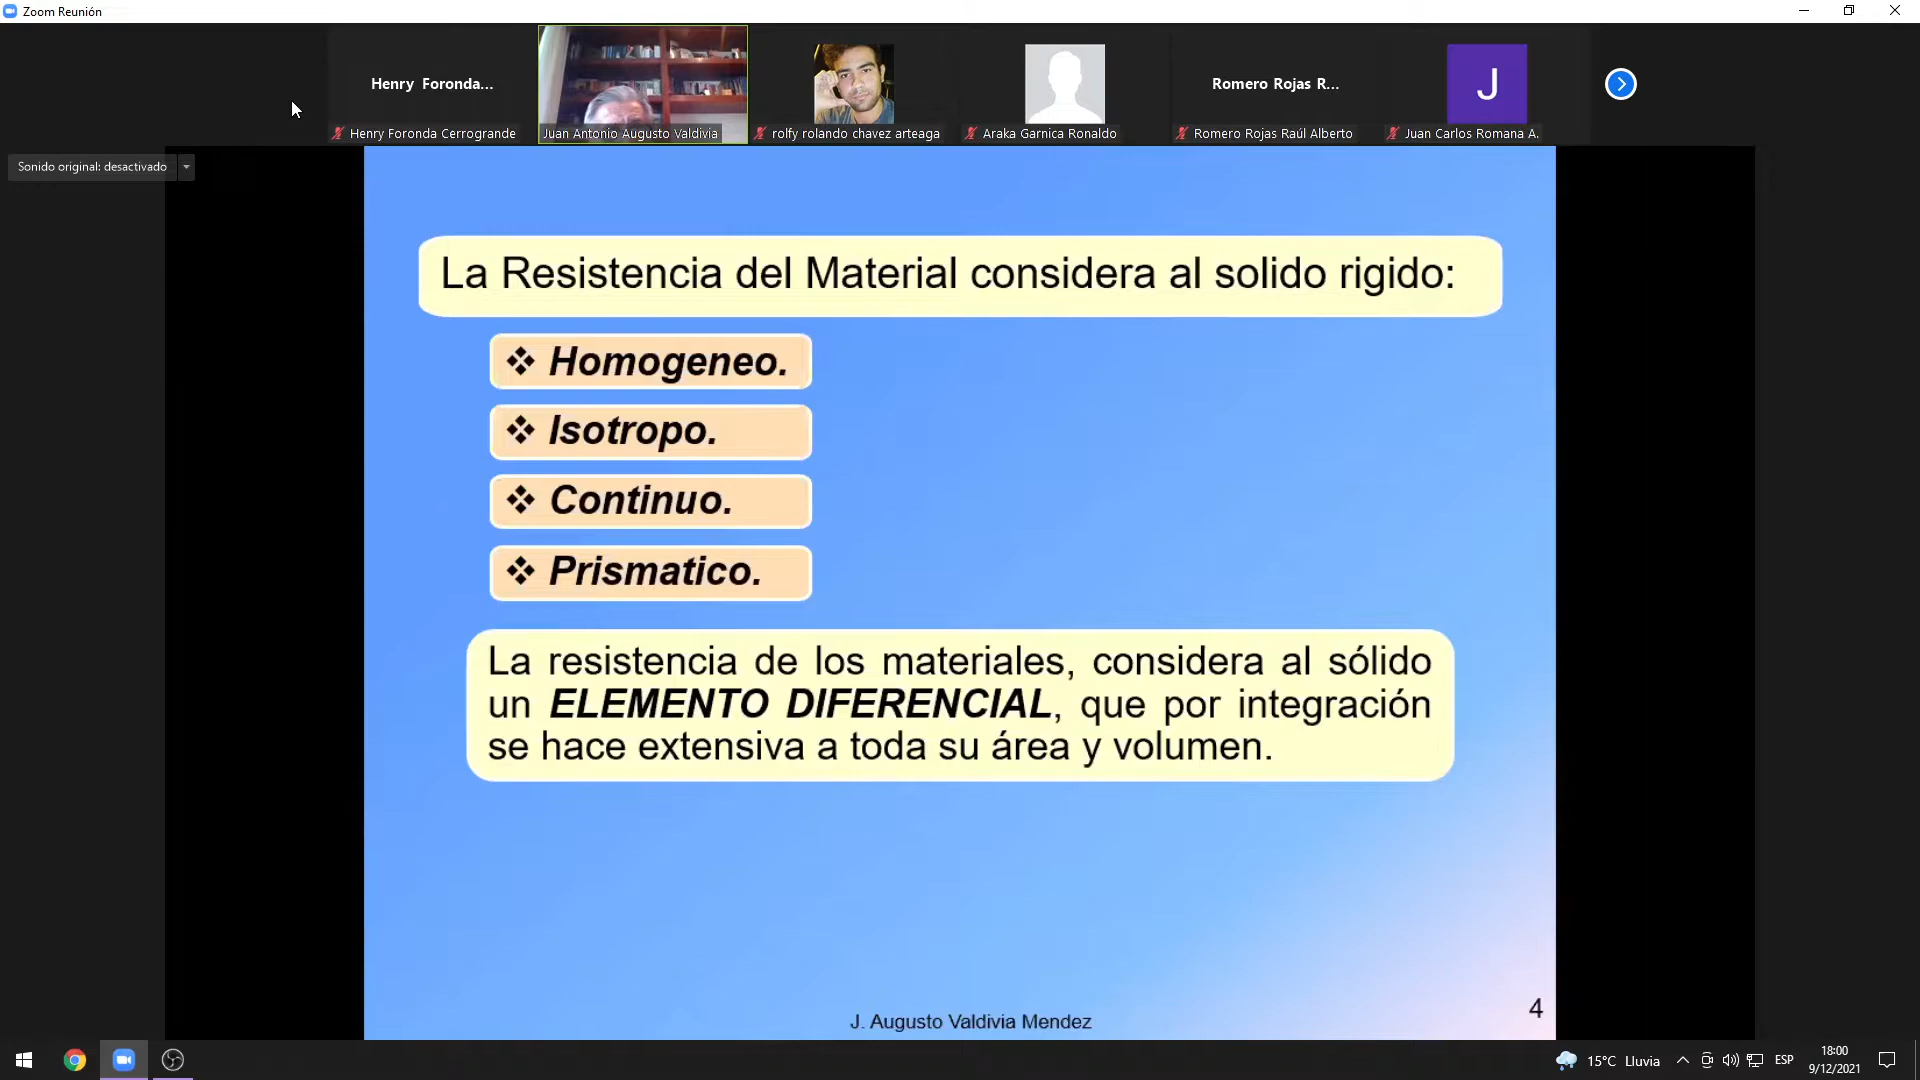 Zoom Reunión
Henry Foronda...
Romero Rojas R...
J
Henry Foronda Cerrogrande
Juan Antonio Augusto Valdivia
rolfy rolando chavez arteaga
Araka Garnica Ronaldo
Romero Rojas Raúl Alberto
Juan Carlos Romana A.
Sonido original: desactivado
La Resistencia del Material considera al solido rigido:
❖ Homogeneo.
❖ Isotropo.
❖ Continuo.
❖ Prismatico.
La resistencia de los materiales, considera al sólido
un ELEMENTO DIFERENCIAL, que por integración
se hace extensiva a toda su área y volumen.
4
J. Augusto Valdivia Mendez
15°C Lluvia
ESP
18:00
9/12/2021